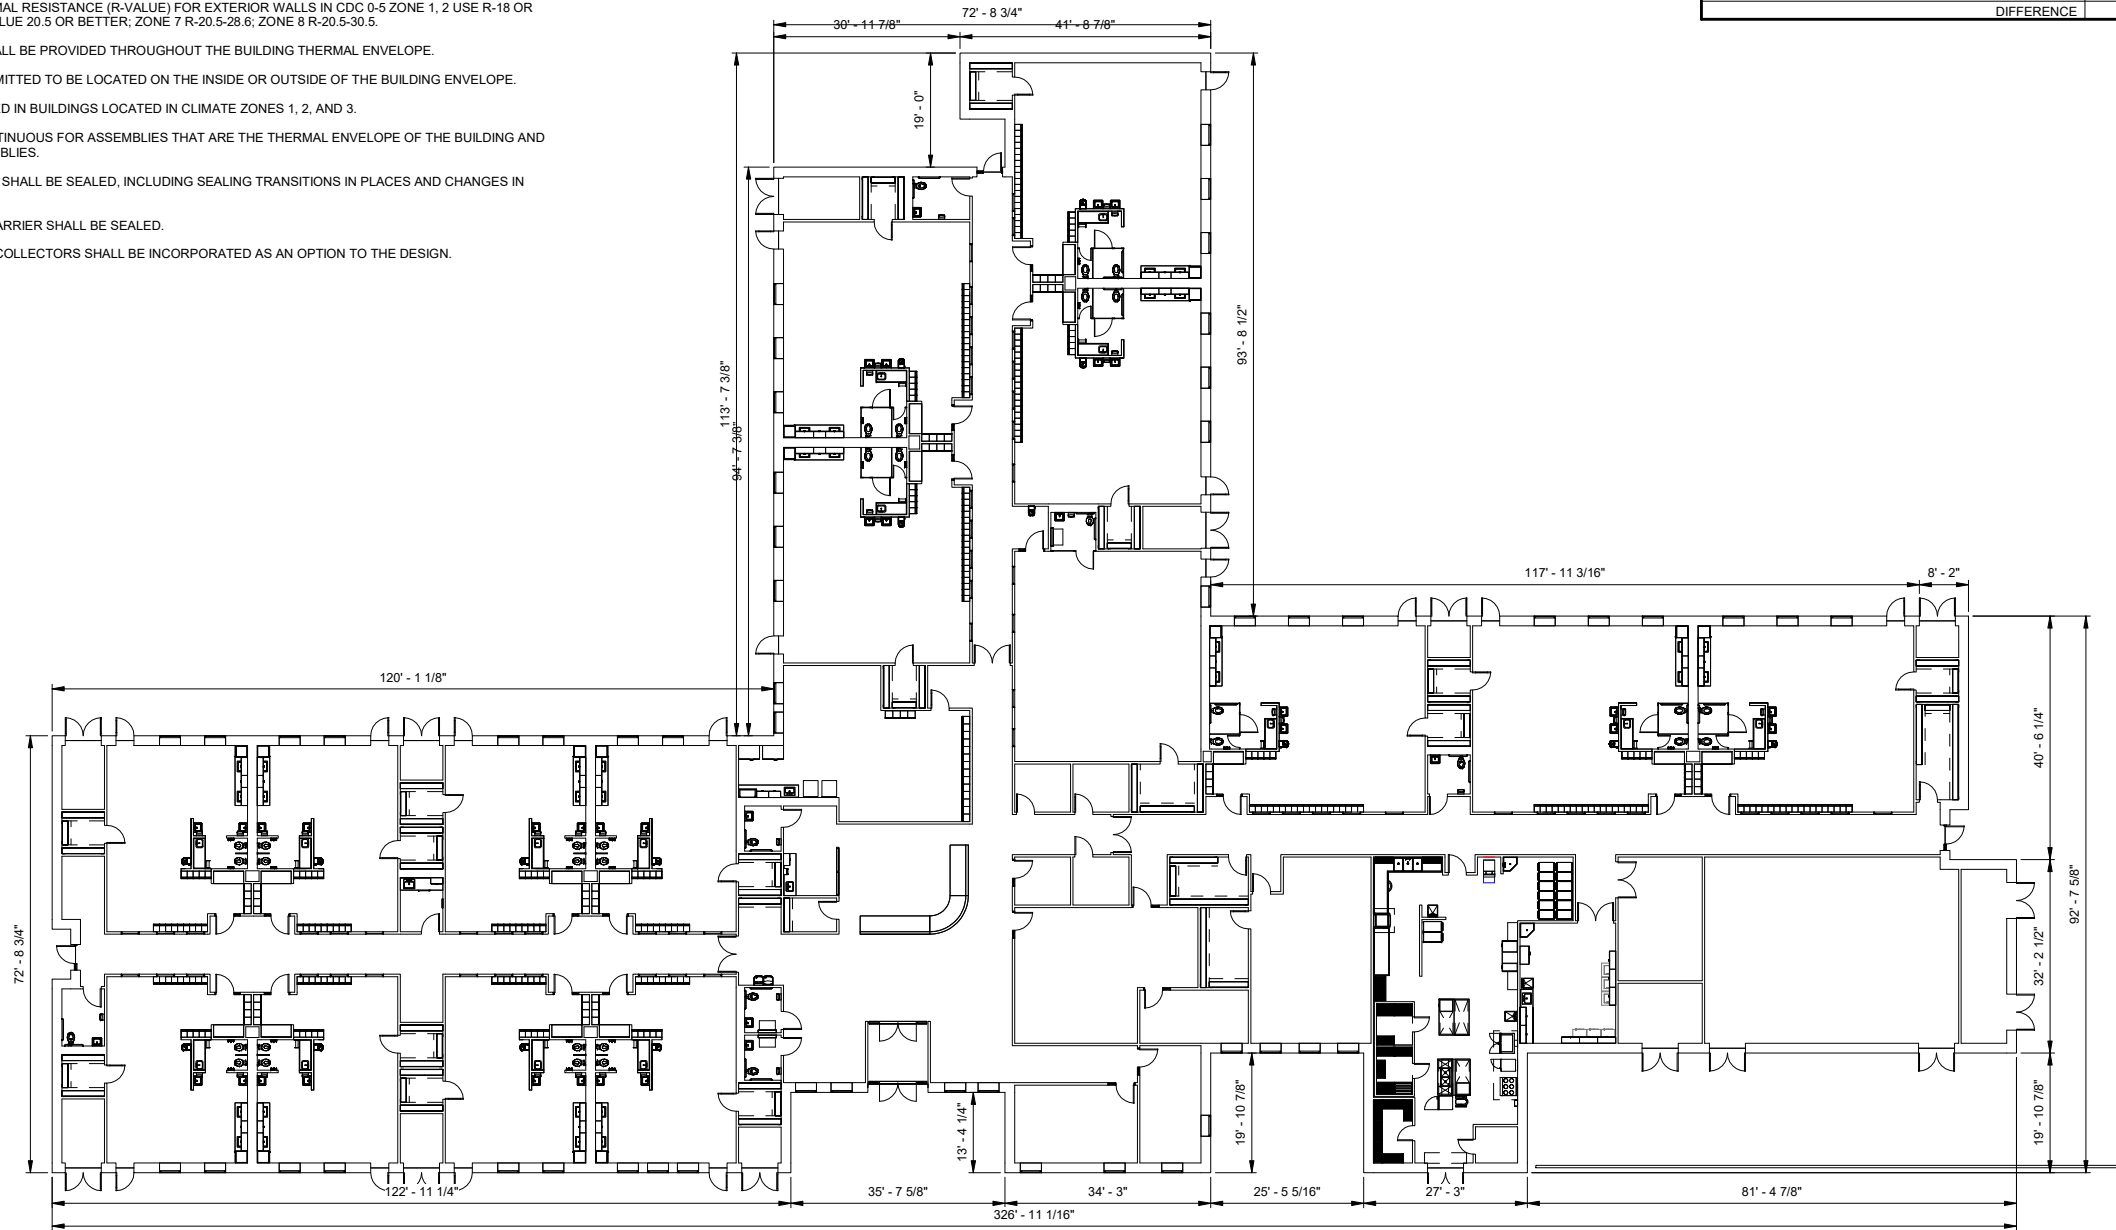 MAL RESISTANCE (R-VALUE) FOR EXTERIOR WALLS IN CDC 0-5 ZONE 1, 2 USE R-18 OR
LUE 20.5 OR BETTER; ZONE 7 R-20.5-28.6; ZONE 8 R-20.5-30.5.
ALL BE PROVIDED THROUGHOUT THE BUILDING THERMAL ENVELOPE.
MITTED TO BE LOCATED ON THE INSIDE OR OUTSIDE OF THE BUILDING ENVELOPE.
ED IN BUILDINGS LOCATED IN CLIMATE ZONES 1, 2, AND 3.
TINUOUS FOR ASSEMBLIES THAT ARE THE THERMAL ENVELOPE OF THE BUILDING AND
BLIES.
SHALL BE SEALED, INCLUDING SEALING TRANSITIONS IN PLACES AND CHANGES IN
ARRIER SHALL BE SEALED.
COLLECTORS SHALL BE INCORPORATED AS AN OPTION TO THE DESIGN.
DIFFERENCE
72' - 8 3/4"
30' - 11 7/8"
41' - 8 7/8"
19' - 0"
93' - 8 1/2"
113' - 7 3/8"
94' - 7 3/8"
117' - 11 3/16"
8' - 2"
120' - 1 1/8"
40' - 6 1/4"
92' - 7 5/8"
32' - 2 1/2"
72' - 8 3/4"
13' - 4 1/4"
19' - 10 7/8"
19' - 10 7/8"
122' - 11 1/4"
35' - 7 5/8"
34' - 3"
25' - 5 5/16"
27' - 3"
81' - 4 7/8"
326' - 11 1/16"